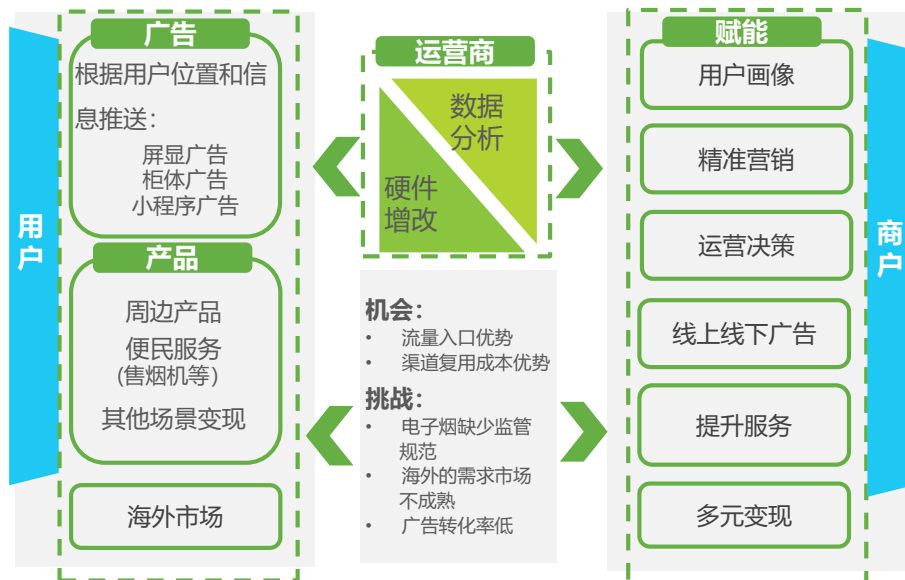 用
户
广告
根据用户位置和信
息推送：
屏显广告
柜体广告
小程序广告
产品
周边产品
便民服务
(售烟机等）
其他场景变现
海外市场
运营商
数据
分析
硬件
增改
机会：
• 流量入口优势
• 渠道复用成本优势
挑战：
• 电子烟缺少监管
规范
• 海外的需求市场
不成熟
• 广告转化率低
赋能
用户画像
精准营销
运营决策
线上线下广告
提升服务
多元变现
商
户